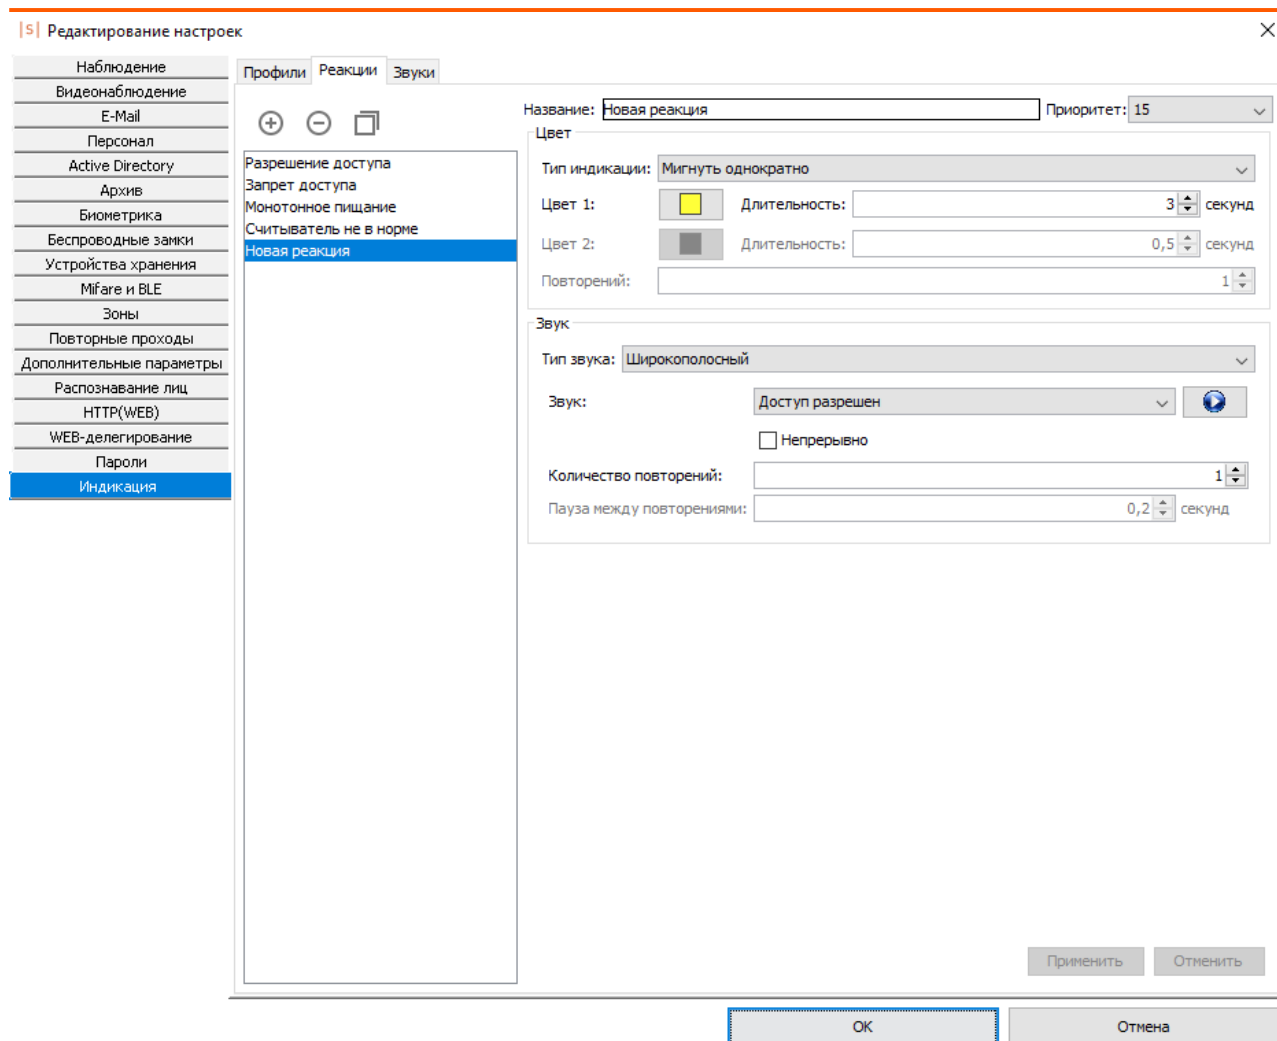 |S| Редактирование настроек
Наблюдение
Видеонаблюдение
E-Mail
Персонал
Active Directory
Архив
Биометрика
Беспроводные замки
Устройства хранения
Mifare и BLE
Зоны
Повторные проходы
Дополнительные параметры
Распознавание лиц
HTTP(WEB)
WEB-делегирование
Пароли
Индикация
Профили Реакции Звуки
Разрешение доступа
Запрет доступа
Монотонное пищание
Считыватель не в норме
Новая реакция
Название: Новая реакция Приоритет: 15
Цвет
Тип индикации: Мигнуть однократно
Цвет 1: Длительность: 3 секунд
Цвет 2: Длительность: 0,5 секунд
Повторений: 1
Звук
Тип звука: Широкополосный
Звук: Доступ разрешен
Непрерывно
Количество повторений: 1
Пауза между повторениями: 0,2 секунд
Применить Отменить
ОК Отмена